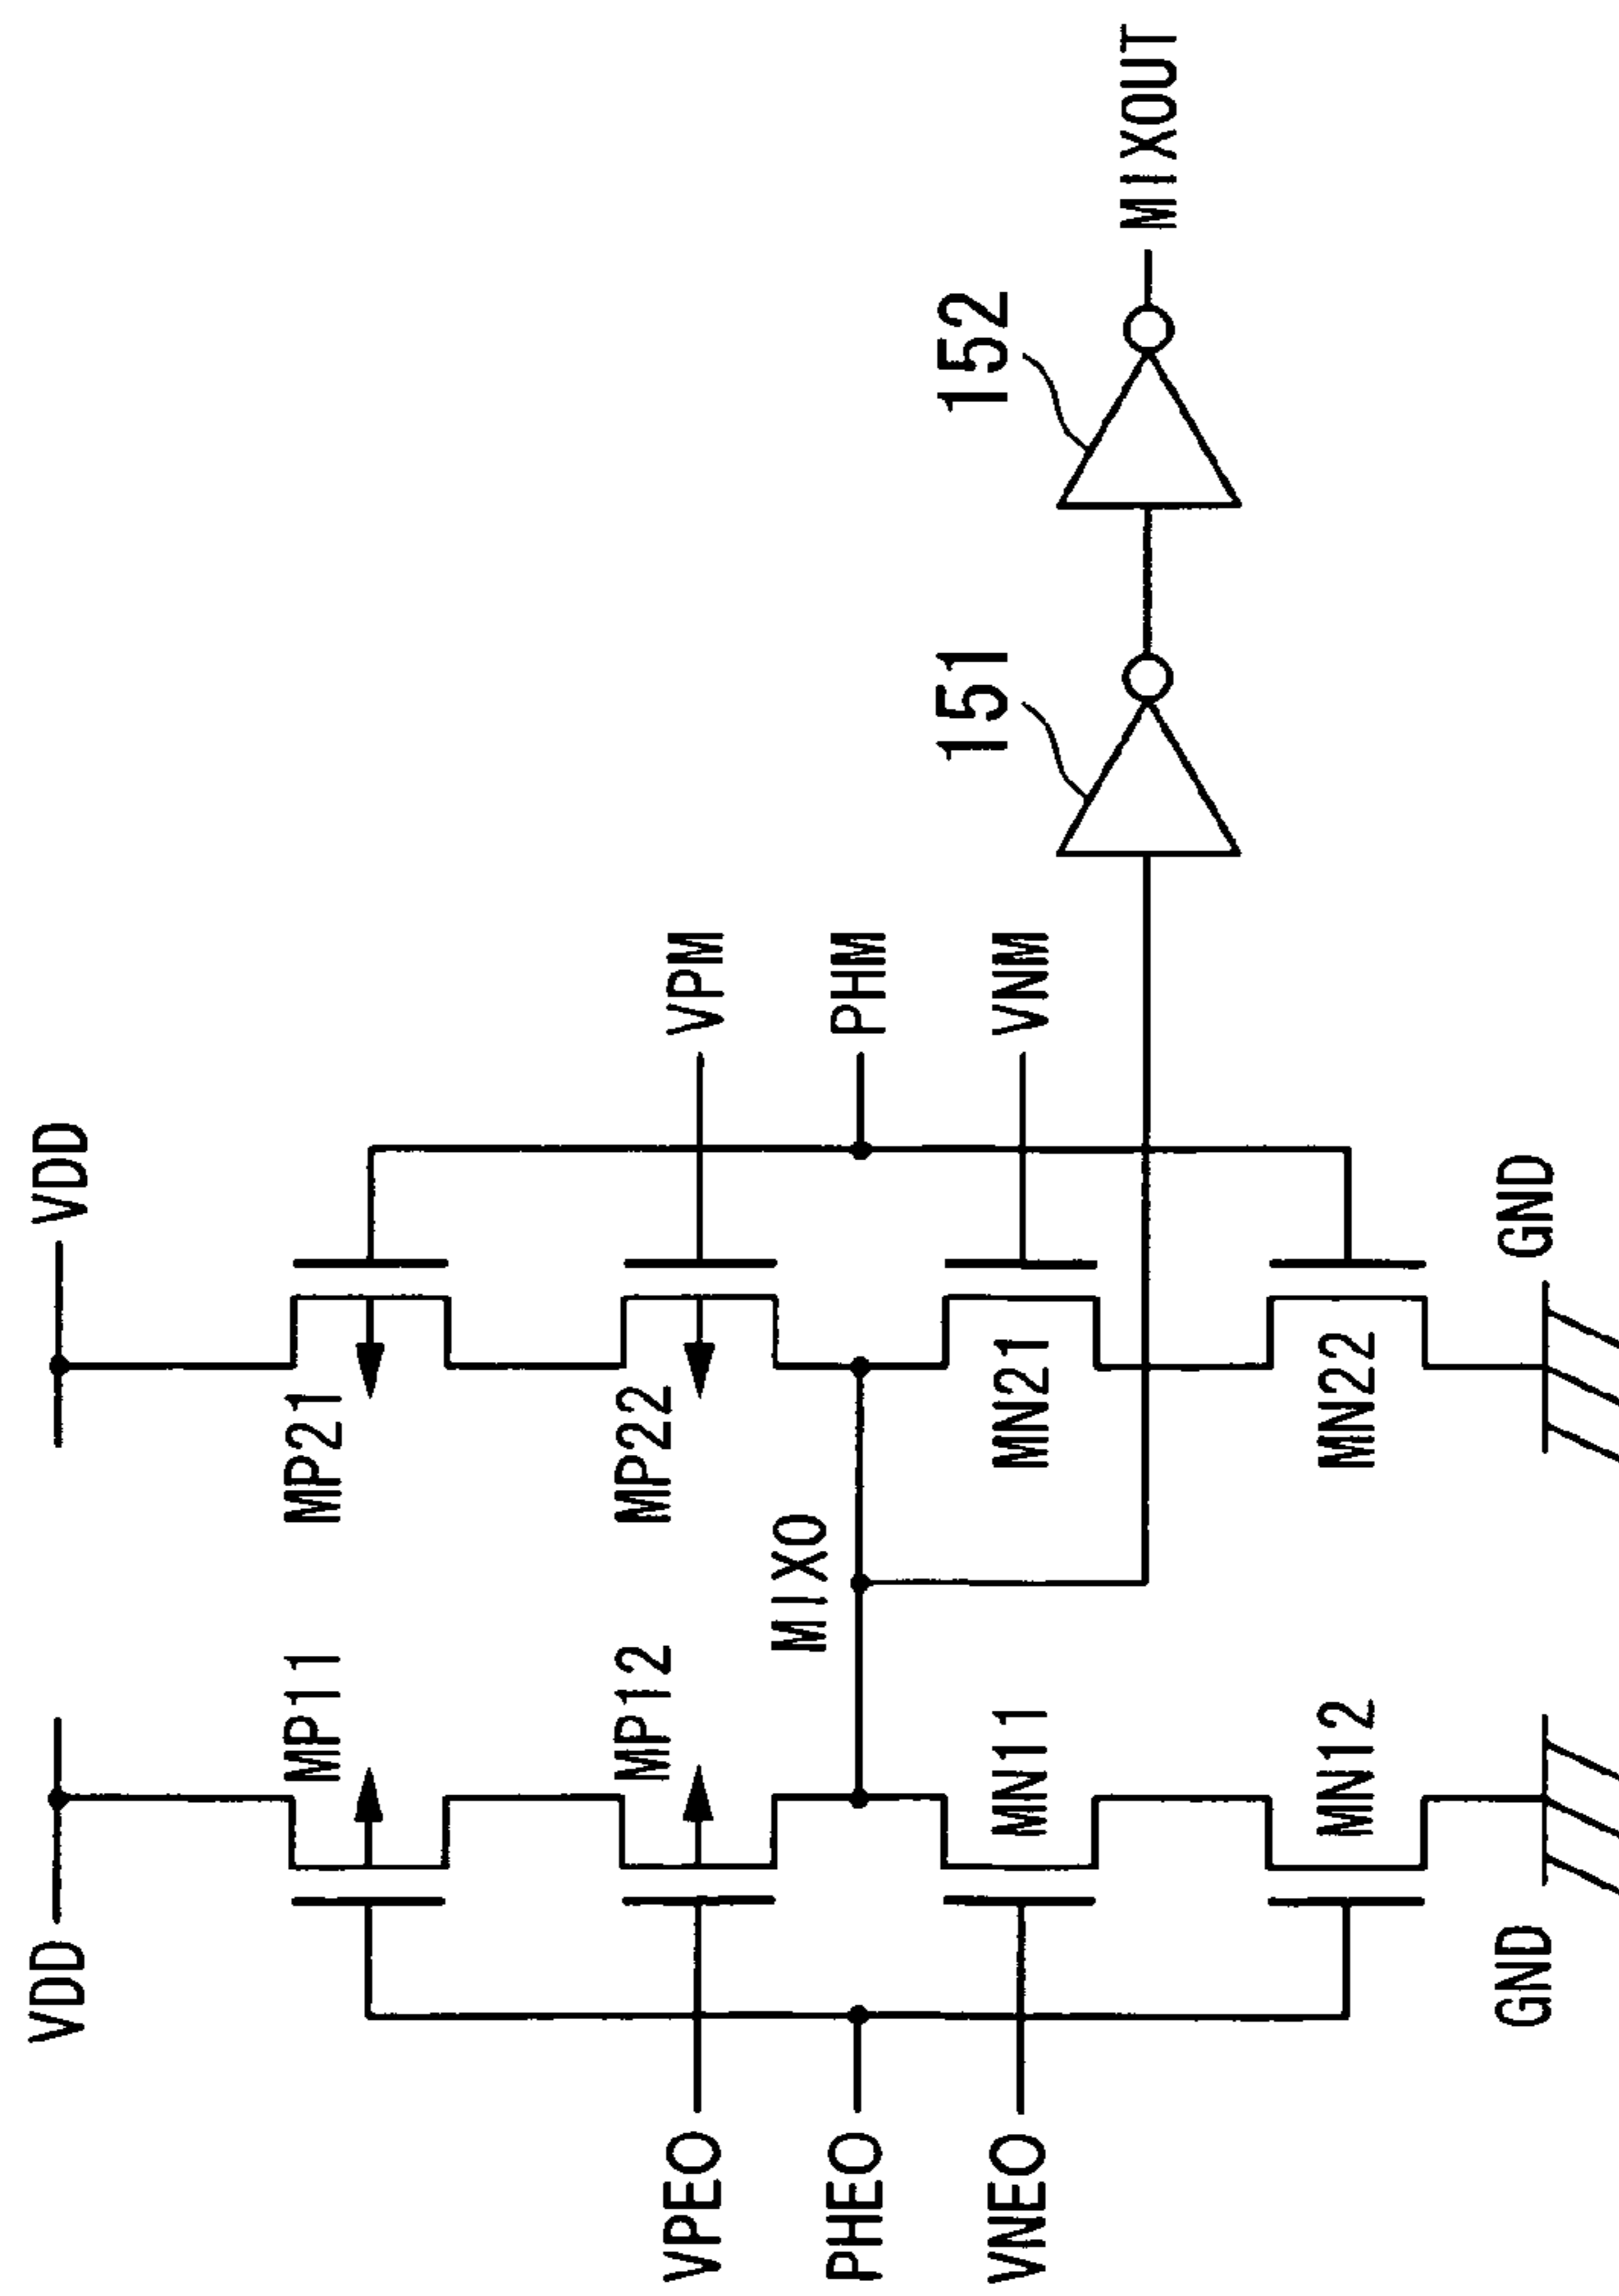 VDD
VDD
MP11
MP21
MP12
MP22
VPEO
VPM
MIXO
PHEO
PHM
151
152
VNEO
MN11
MN21
VNM
MIXOUT
MN12
MN22
GND
GND